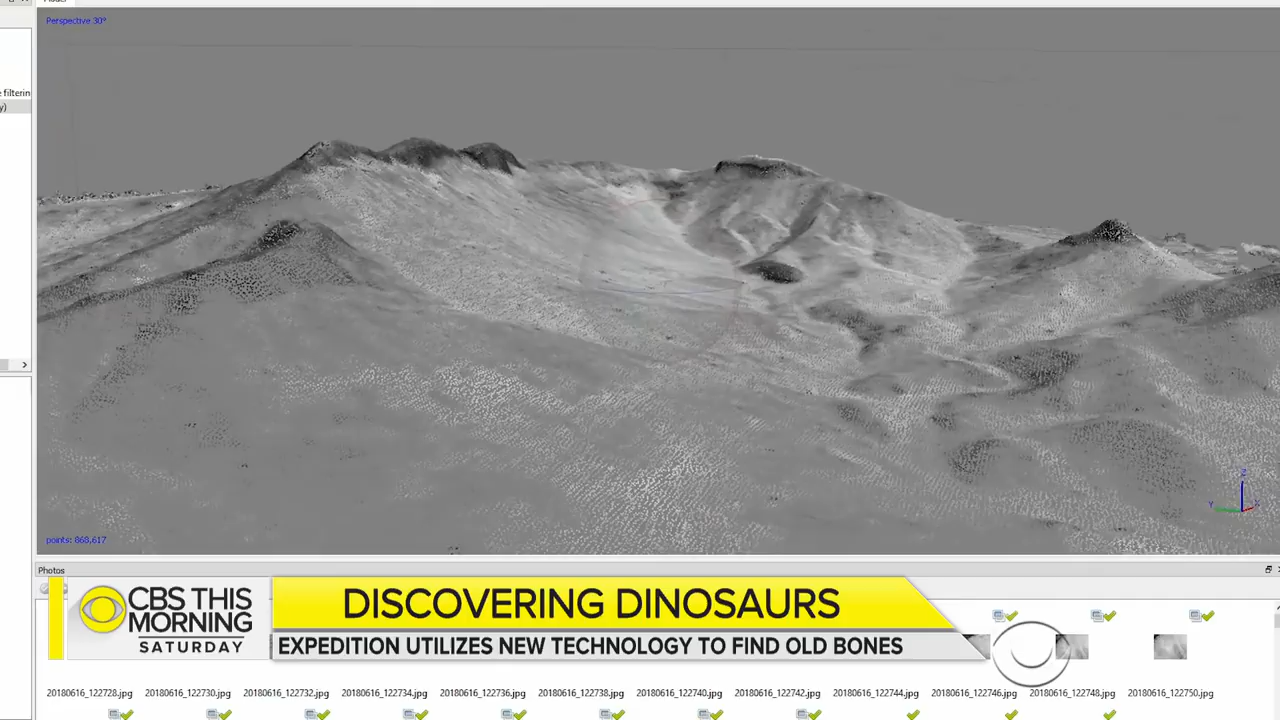 Perspective 30°
e filterin
y)
Z
Y
X
points: 868,617
Photos
CBS THIS
MORNING
SATURDAY
DISCOVERING DINOSAURS
EXPEDITION UTILIZES NEW TECHNOLOGY TO FIND OLD BONES
20180616_122728.jpg 20180616_122730.jpg 20180616_122732.jpg 20180616_122734.jpg 20180616_122736.jpg 20180616_122738.jpg 20180616_122740.jpg 20180616_122742.jpg 20180616_122744.jpg 20180616_122746.jpg 20180616_122748.jpg 20180616_122750.jpg